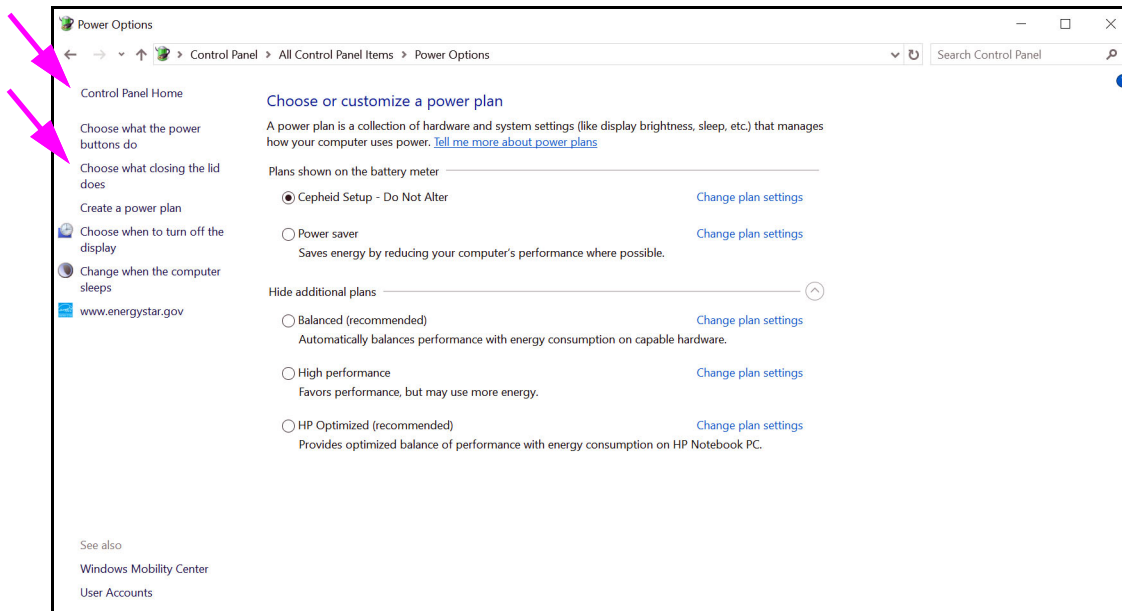 Power Options
Control Panel > All Control Panel Items > Power Options
Search Control Panel
Control Panel Home
Choose what the power
buttons do
Choose what closing the lid
does
Create a power plan
Choose when to turn off the
display
Change when the computer
sleeps
www.energystar.gov
Choose or customize a power plan
A power plan is a collection of hardware and system settings (like display brightness, sleep, etc.) that manages
how your computer uses power. Tell me more about power plans
Plans shown on the battery meter
Cepheid Setup - Do Not Alter Change plan settings
Power saver Change plan settings
Saves energy by reducing your computer's performance where possible.
Hide additional plans
Balanced (recommended) Change plan settings
Automatically balances performance with energy consumption on capable hardware.
High performance Change plan settings
Favors performance, but may use more energy.
HP Optimized (recommended) Change plan settings
Provides optimized balance of performance with energy consumption on HP Notebook PC.
See also
Windows Mobility Center
User Accounts